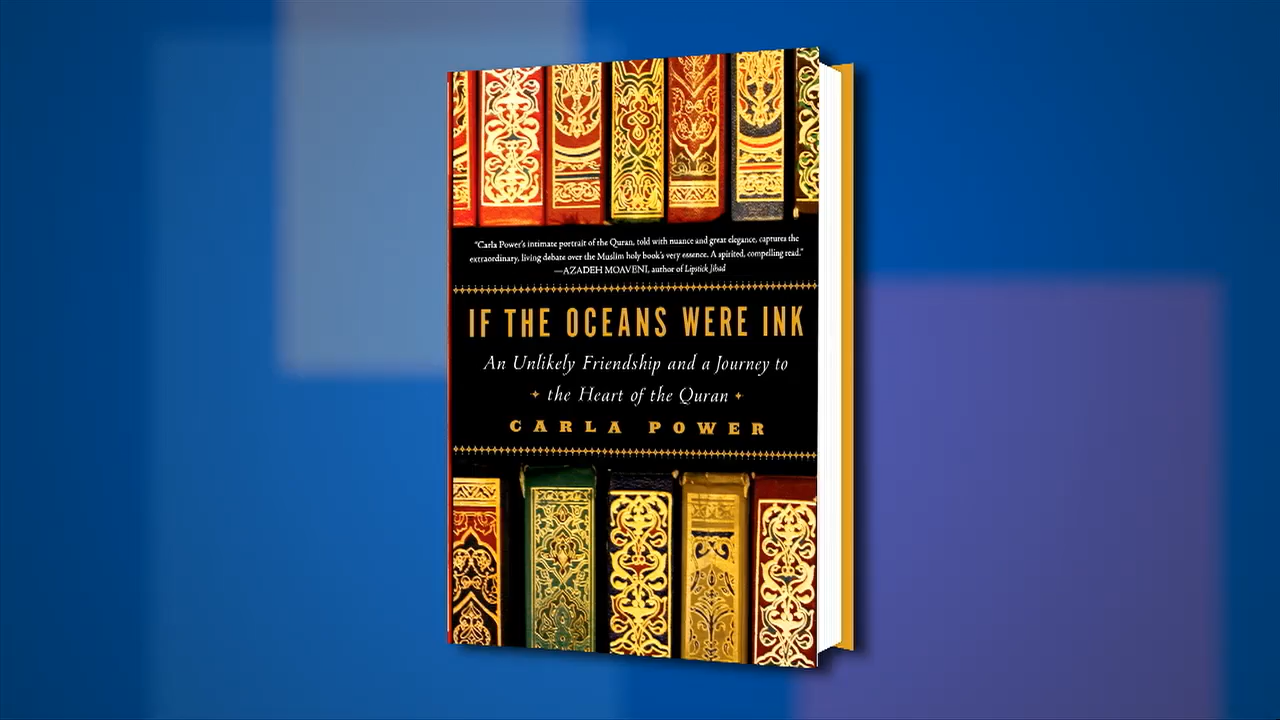 "Carla Power's intimate portrait of the Quran, told with nuance and great elegance, captures the
extraordinary, living debate over the Muslim holy book's very essence. A spirited, compelling read."
—AZADEH MOAVENI, author of Lipstick Jihad
IF THE OCEANS WERE INK
An Unlikely Friendship and a Journey to
the Heart of the Quran
CARLA POWER